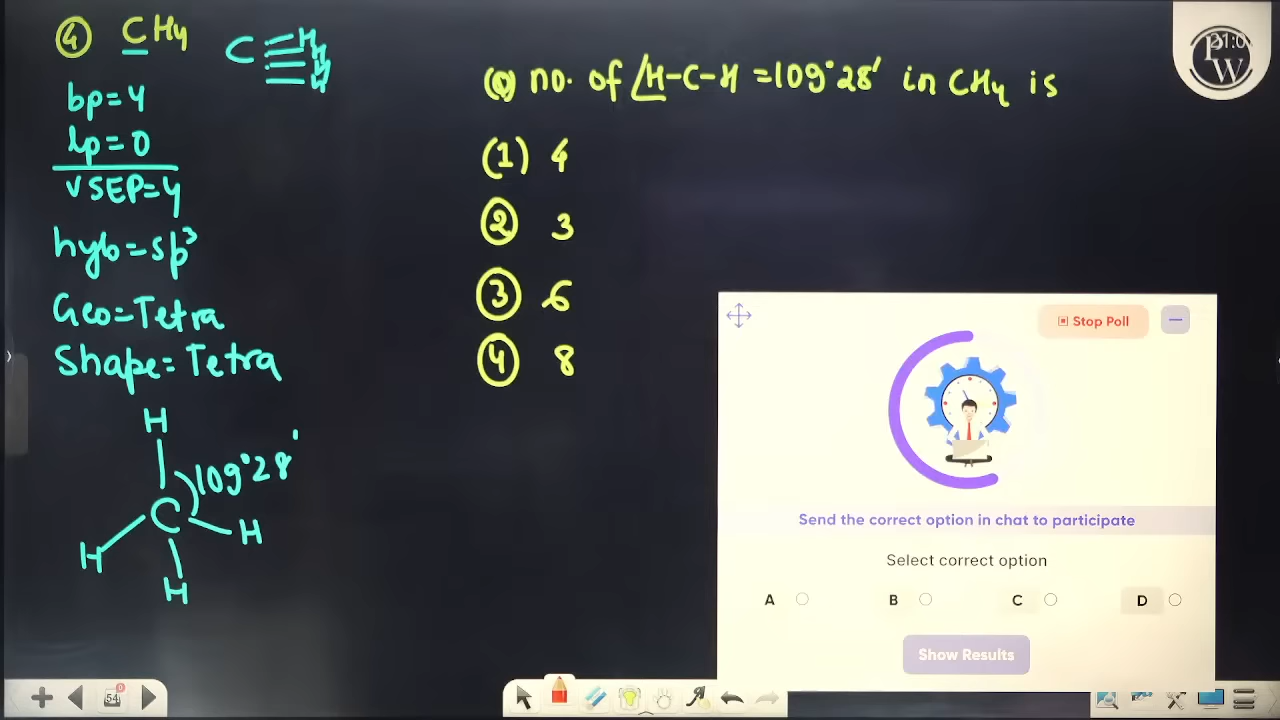 ④ CH4
C H H H
bp=4
lp=0
VSEP=4
hyb=sp³
Geo=Tetra
Shape=Tetra
H
109°28'
C
H
H
H
(Q) no. of ∠H-C-H =109°28' in CH4 is
(1) 4
② 3
③ 6
④ 8
21:0
PW
Stop Poll
Send the correct option in chat to participate
Select correct option
A B C D
Show Results
54